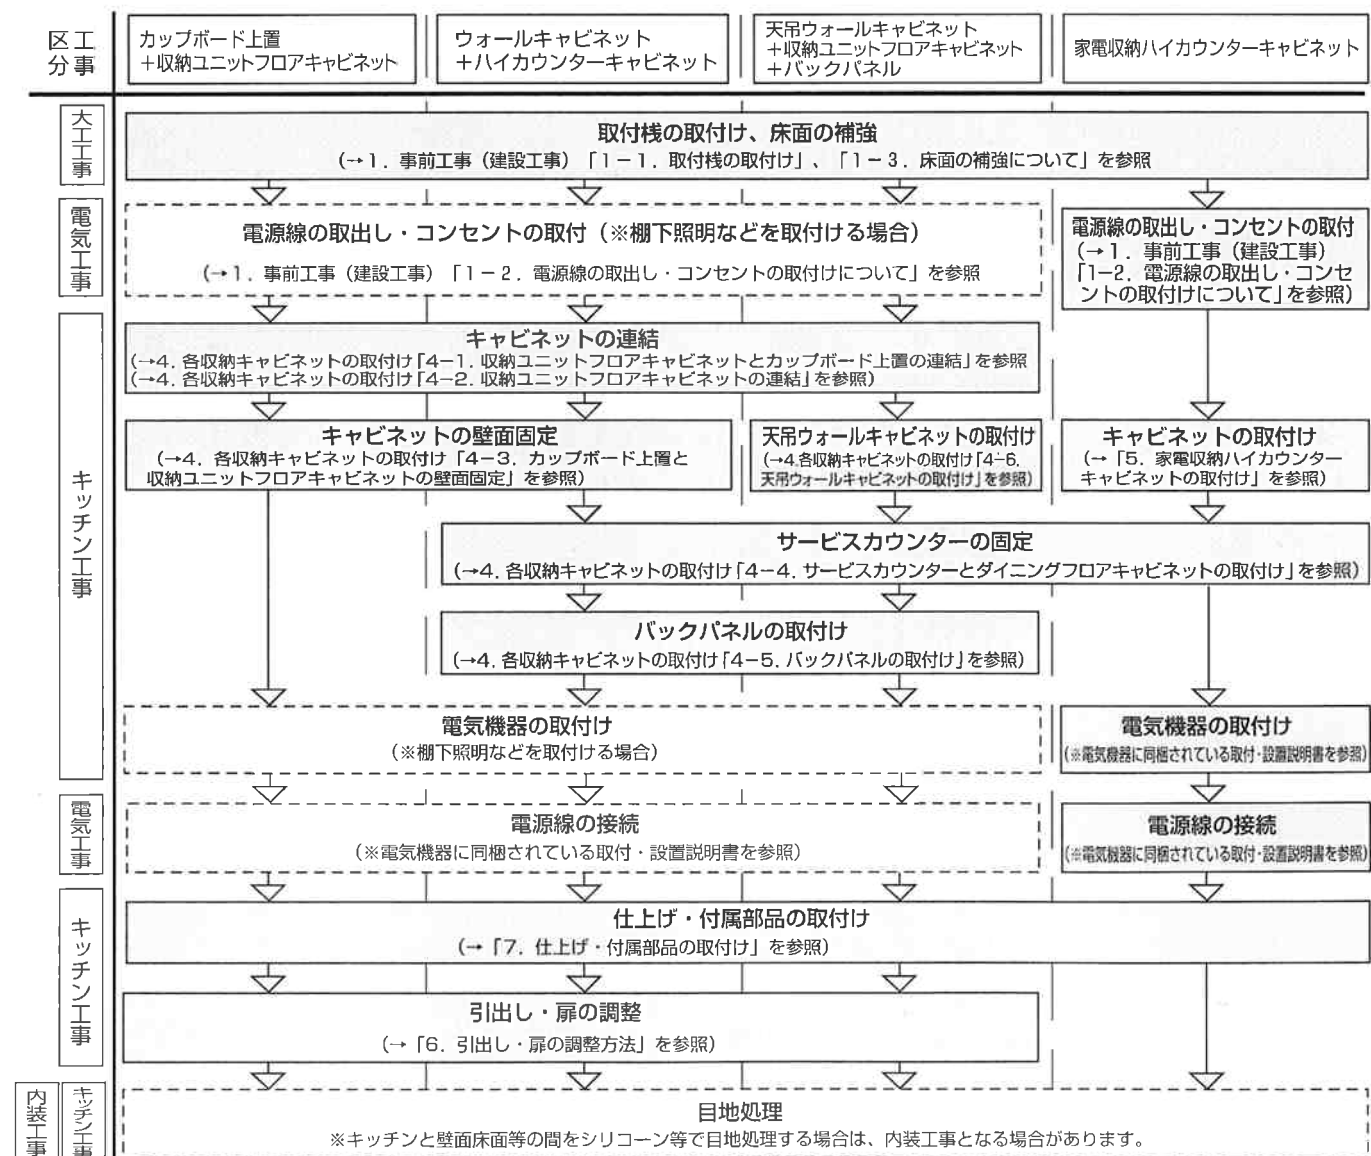 工事区分
カップボード上置
＋収納ユニットフロアキャビネット
ウォールキャビネット
＋ハイカウンターキャビネット
天吊ウォールキャビネット
＋収納ユニットフロアキャビネット
＋バックパネル
家電収納ハイカウンターキャビネット
大工工事
取付桟の取付け、床面の補強
（→１．事前工事（建設工事）「１－１．取付桟の取付け」、「１－３．床面の補強について」を参照
電気工事
電源線の取出し・コンセントの取付（※棚下照明などを取付ける場合）
（→１．事前工事（建設工事）「１－２．電源線の取出し・コンセントの取付けについて」を参照
電源線の取出し・コンセントの取付
（→１．事前工事（建設工事）
「1－2．電源線の取出し・コンセ
ントの取付けについて」を参照）
キッチン工事
キャビネットの連結
（→4．各収納キャビネットの取付け「4－1．収納ユニットフロアキャビネットとカップボード上置の連結」を参照
（→4．各収納キャビネットの取付け「4－2．収納ユニットフロアキャビネットの連結」を参照）
キャビネットの壁面固定
（→4．各収納キャビネットの取付け「4－3．カップボード上置と
収納ユニットフロアキャビネットの壁面固定」を参照）
天吊ウォールキャビネットの取付け
（→4.各収納キャビネットの取付け「4－6.
天吊ウォールキャビネットの取付け」を参照）
キャビネットの取付け
（→「5．家電収納ハイカウンター
キャビネットの取付け」を参照）
サービスカウンターの固定
（→4．各収納キャビネットの取付け「4－4．サービスカウンターとダイニングフロアキャビネットの取付け」を参照）
バックパネルの取付け
（→4．各収納キャビネットの取付け「4－5．バックパネルの取付け」を参照）
電気機器の取付け
（※棚下照明などを取付ける場合）
電気機器の取付け
（※電気機器に同梱されている取付・設置説明書を参照）
電気工事
電源線の接続
（※電気機器に同梱されている取付・設置説明書を参照）
電源線の接続
（※電気機器に同梱されている取付・設置説明書を参照）
キッチン工事
仕上げ・付属部品の取付け
（→「7．仕上げ・付属部品の取付け」を参照）
引出し・扉の調整
（→「6．引出し・扉の調整方法」を参照）
内装工事
キッチン工事
目地処理
※キッチンと壁面床面等の間をシリコーン等で目地処理する場合は、内装工事となる場合があります。